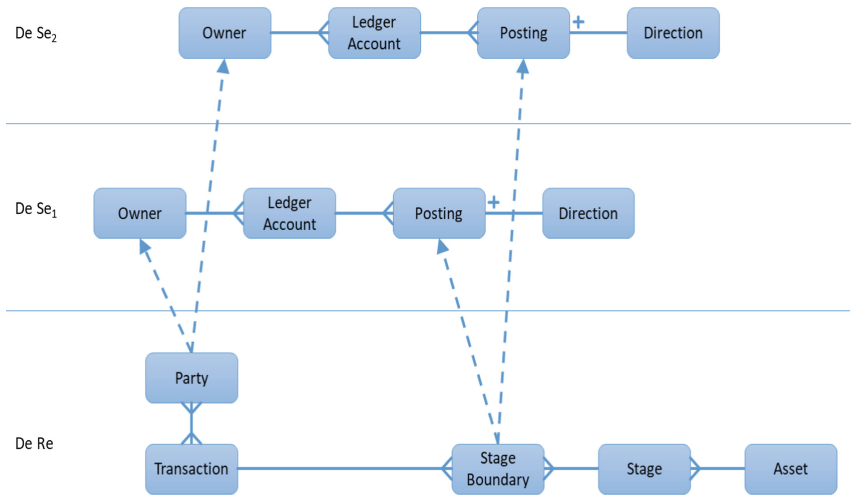 De Se₂
Owner
Ledger
Account
Posting
+
Direction
De Se₁
Owner
Ledger
Account
Posting
+
Direction
Party
De Re
Transaction
Stage
Boundary
Stage
Asset